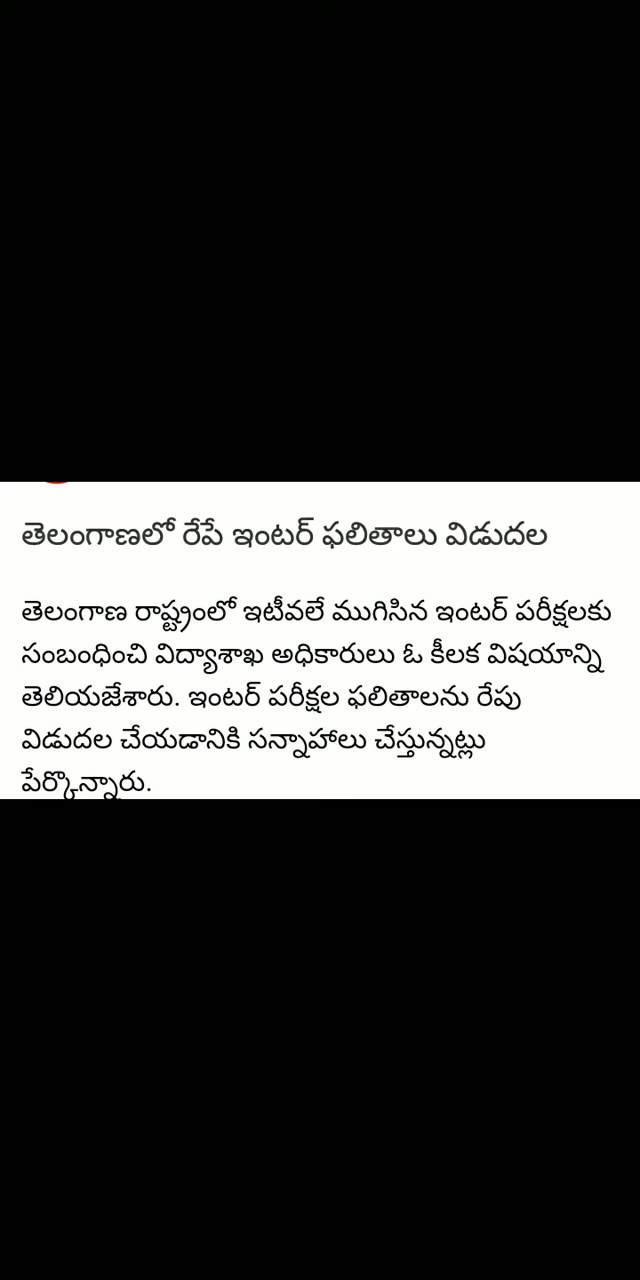 తెలంగాణలో రేపే ఇంటర్ ఫలితాలు విడుదల
తెలంగాణ రాష్ట్రంలో ఇటీవలే ముగిసిన ఇంటర్ పరీక్షలకు
సంబంధించి విద్యాశాఖ అధికారులు ఓ కీలక విషయాన్ని
తెలియజేశారు. ఇంటర్ పరీక్షల ఫలితాలను రేపు
విడుదల చేయడానికి సన్నాహాలు చేస్తున్నట్లు
పేర్కొన్నారు.